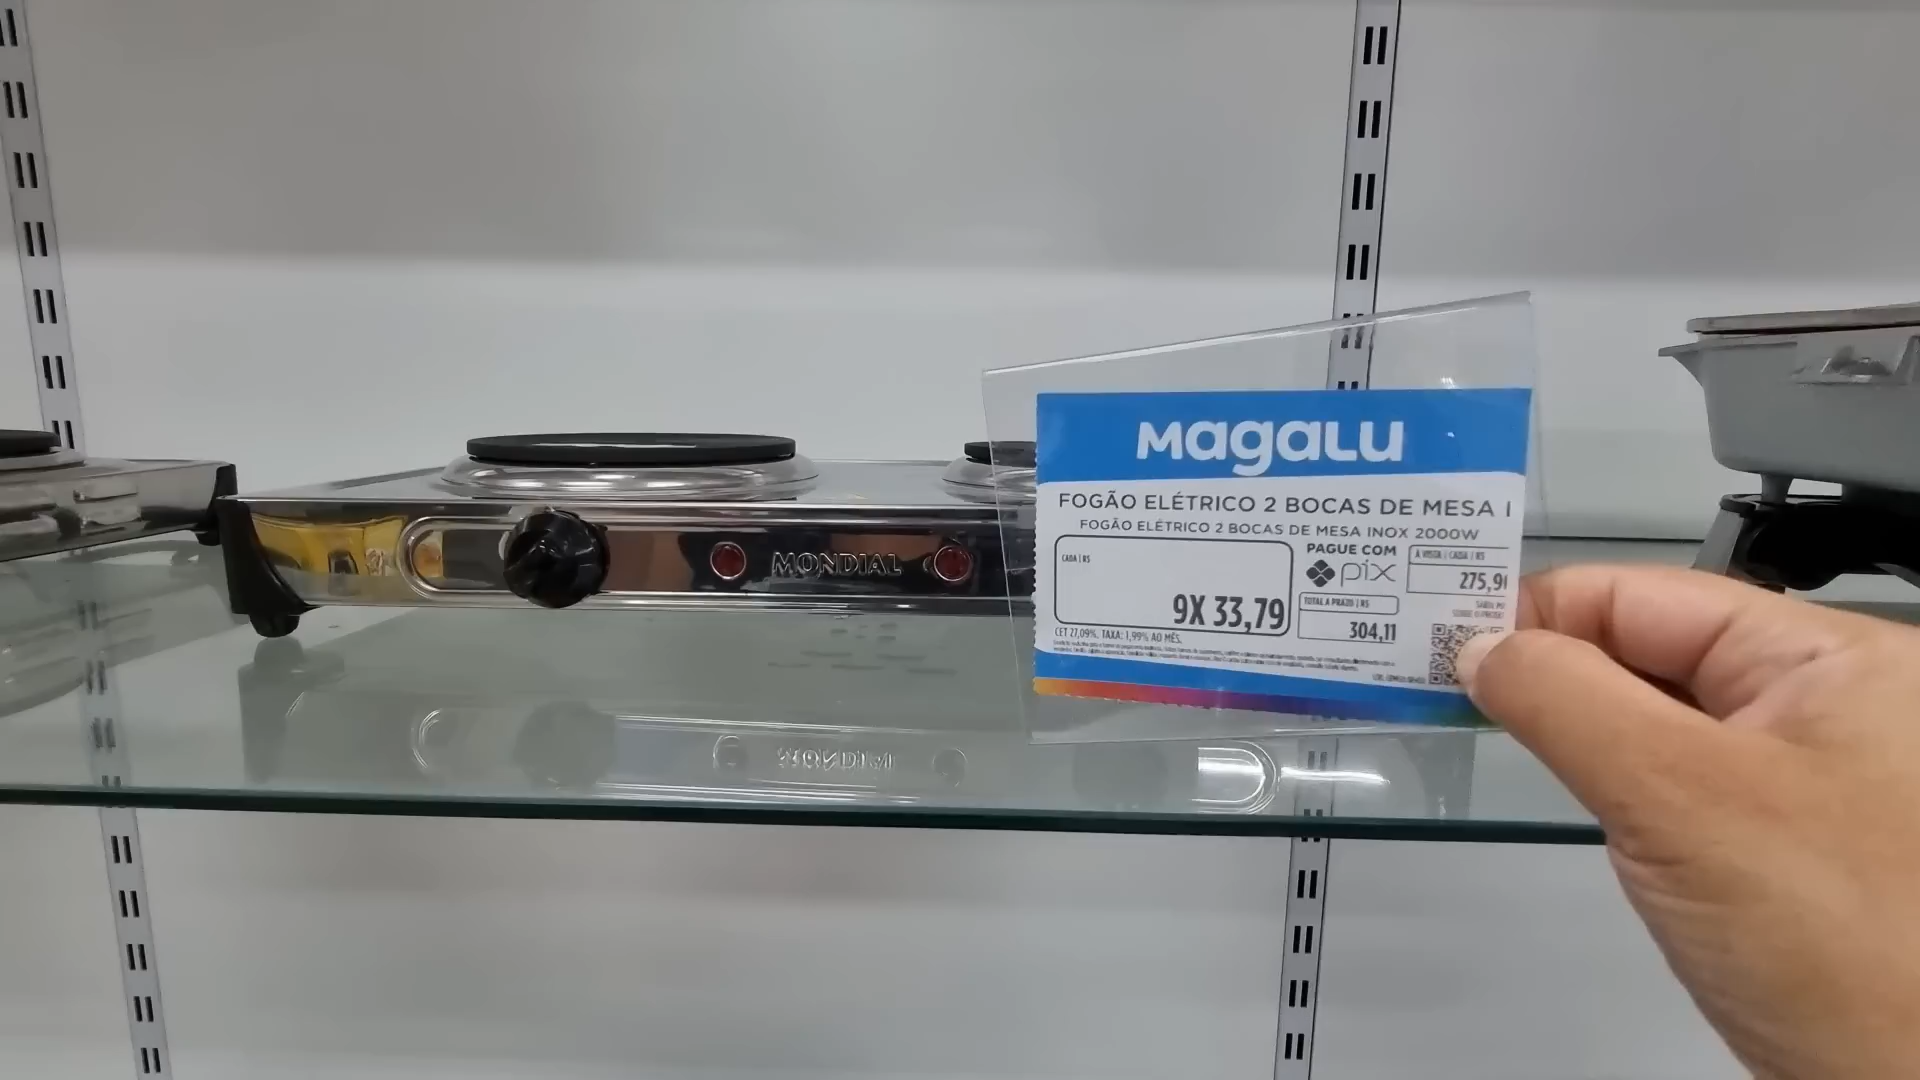 MONDIAL
Magalu
FOGÃO ELÉTRICO 2 BOCAS DE MESA I
FOGÃO ELÉTRICO 2 BOCAS DE MESA INOX 2000W
CADA | R$
9X 33,79
PAGUE COM
pix
À VISTA | CADA | R$
275,9
TOTAL A PRAZO | R$
304,11
CET 27,09%. TAXA: 1,99% AO MÊS.